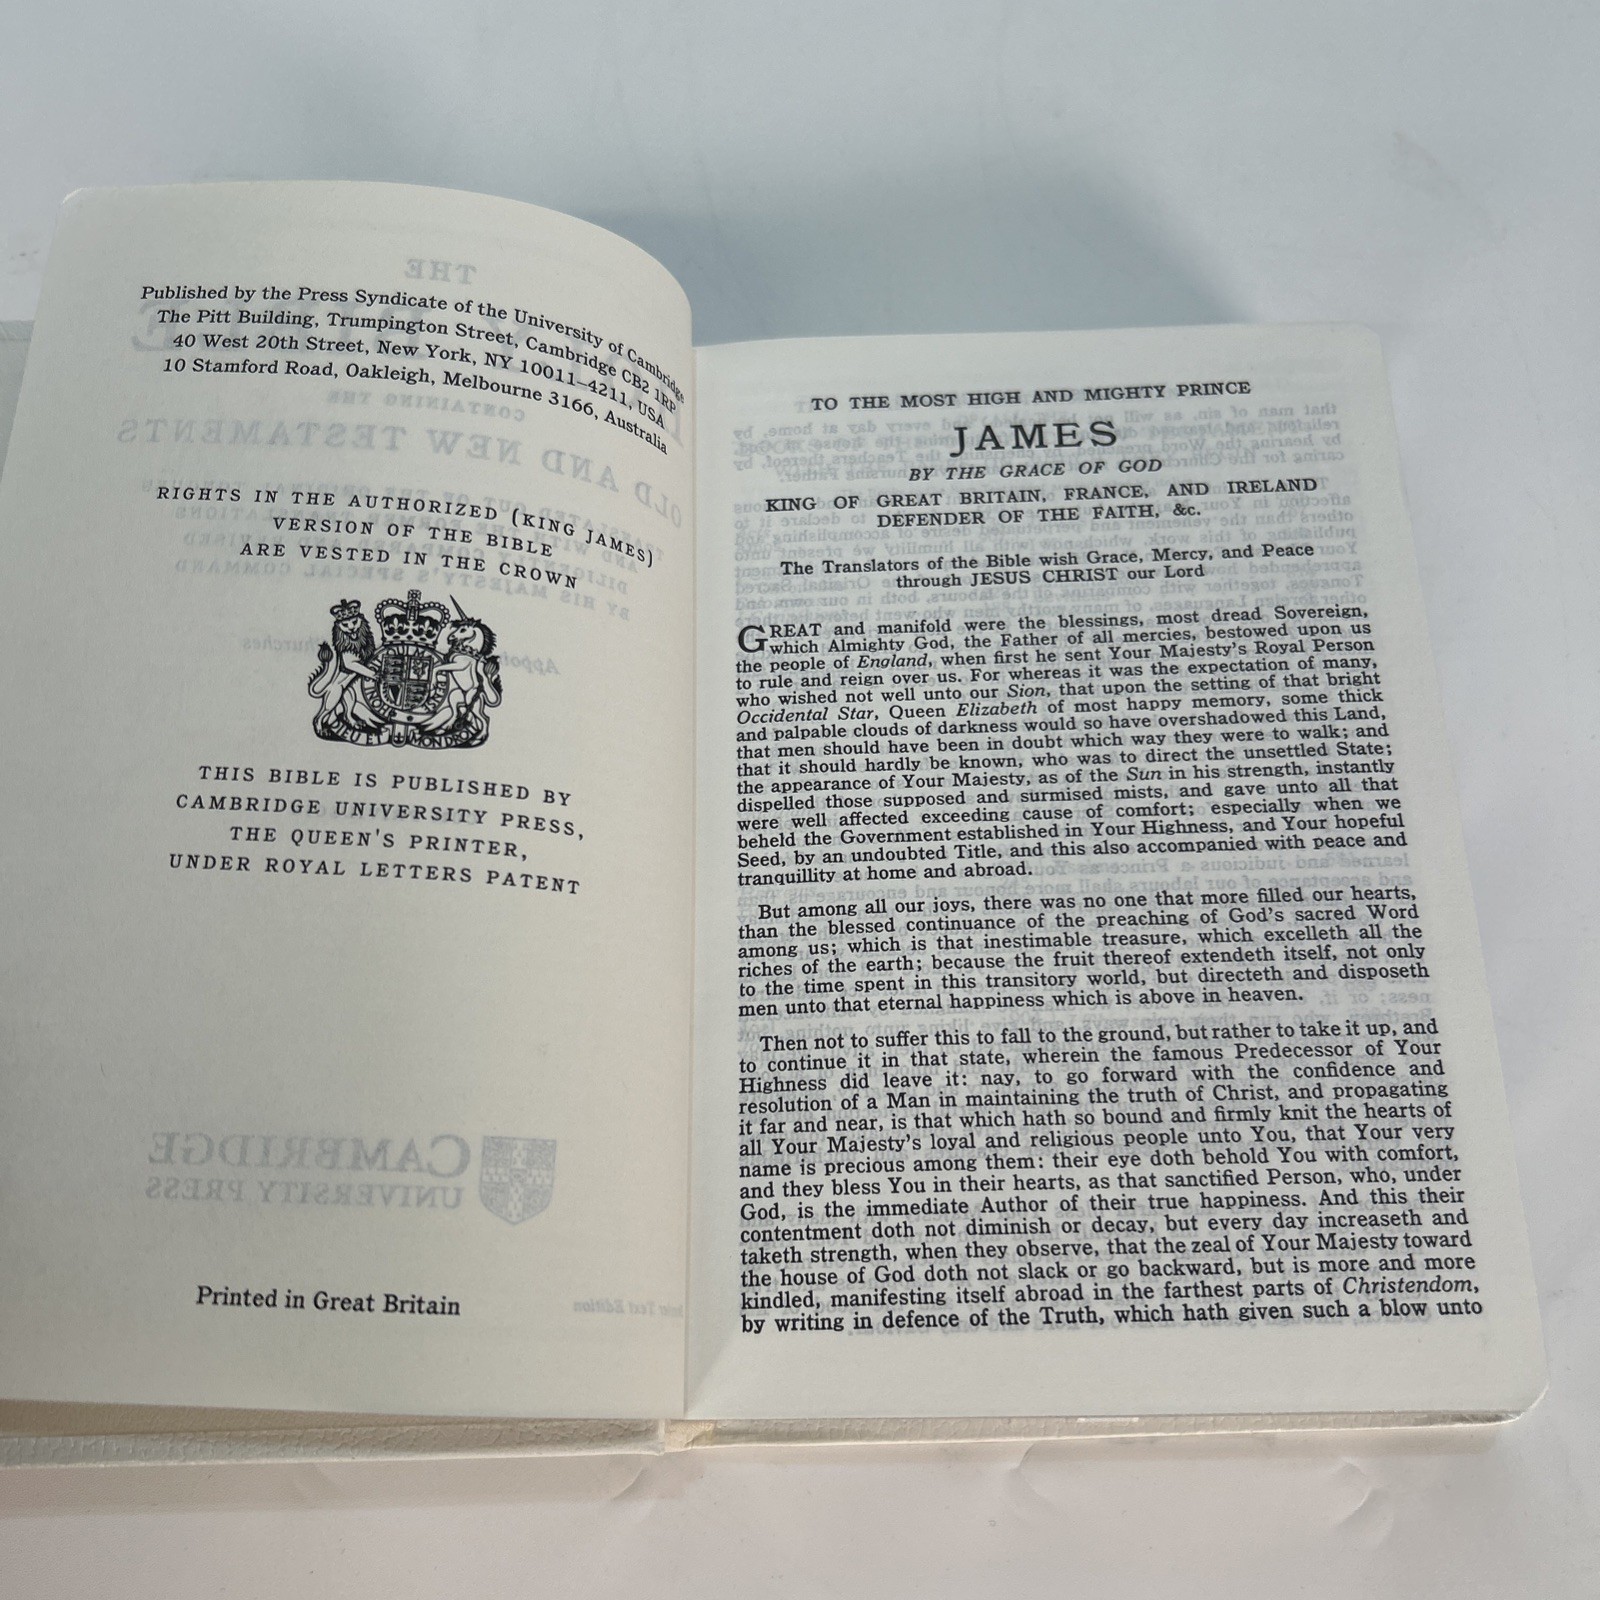 Published by the Press Syndicate of the University of Cambridge
The Pitt Building, Trumpington Street, Cambridge CB2 1RP
40 West 20th Street, New York, NY 10011–4211, USA
10 Stamford Road, Oakleigh, Melbourne 3166, Australia
RIGHTS IN THE AUTHORIZED (KING JAMES)
VERSION OF THE BIBLE
ARE VESTED IN THE CROWN
DIEU ET MON DROIT
THIS BIBLE IS PUBLISHED BY
CAMBRIDGE UNIVERSITY PRESS,
THE QUEEN'S PRINTER,
UNDER ROYAL LETTERS PATENT
Printed in Great Britain
TO THE MOST HIGH AND MIGHTY PRINCE
JAMES
BY THE GRACE OF GOD
KING OF GREAT BRITAIN, FRANCE, AND IRELAND
DEFENDER OF THE FAITH, &c.
The Translators of the Bible wish Grace, Mercy, and Peace
through JESUS CHRIST our Lord
GREAT and manifold were the blessings, most dread Sovereign,
which Almighty God, the Father of all mercies, bestowed upon us
the people of England, when first he sent Your Majesty's Royal Person
to rule and reign over us. For whereas it was the expectation of many,
who wished not well unto our Sion, that upon the setting of that bright
Occidental Star, Queen Elizabeth of most happy memory, some thick
and palpable clouds of darkness would so have overshadowed this Land,
that men should have been in doubt which way they were to walk; and
that it should hardly be known, who was to direct the unsettled State;
the appearance of Your Majesty, as of the Sun in his strength, instantly
dispelled those supposed and surmised mists, and gave unto all that
were well affected exceeding cause of comfort; especially when we
beheld the Government established in Your Highness, and Your hopeful
Seed, by an undoubted Title, and this also accompanied with peace and
tranquillity at home and abroad.
But among all our joys, there was no one that more filled our hearts,
than the blessed continuance of the preaching of God's sacred Word
among us; which is that inestimable treasure, which excelleth all the
riches of the earth; because the fruit thereof extendeth itself, not only
to the time spent in this transitory world, but directeth and disposeth
men unto that eternal happiness which is above in heaven.
Then not to suffer this to fall to the ground, but rather to take it up, and
to continue it in that state, wherein the famous Predecessor of Your
Highness did leave it: nay, to go forward with the confidence and
resolution of a Man in maintaining the truth of Christ, and propagating
it far and near, is that which hath so bound and firmly knit the hearts of
all Your Majesty's loyal and religious people unto You, that Your very
name is precious among them: their eye doth behold You with comfort,
and they bless You in their hearts, as that sanctified Person, who, under
God, is the immediate Author of their true happiness. And this their
contentment doth not diminish or decay, but every day increaseth and
taketh strength, when they observe, that the zeal of Your Majesty toward
the house of God doth not slack or go backward, but is more and more
kindled, manifesting itself abroad in the farthest parts of Christendom,
by writing in defence of the Truth, which hath given such a blow unto